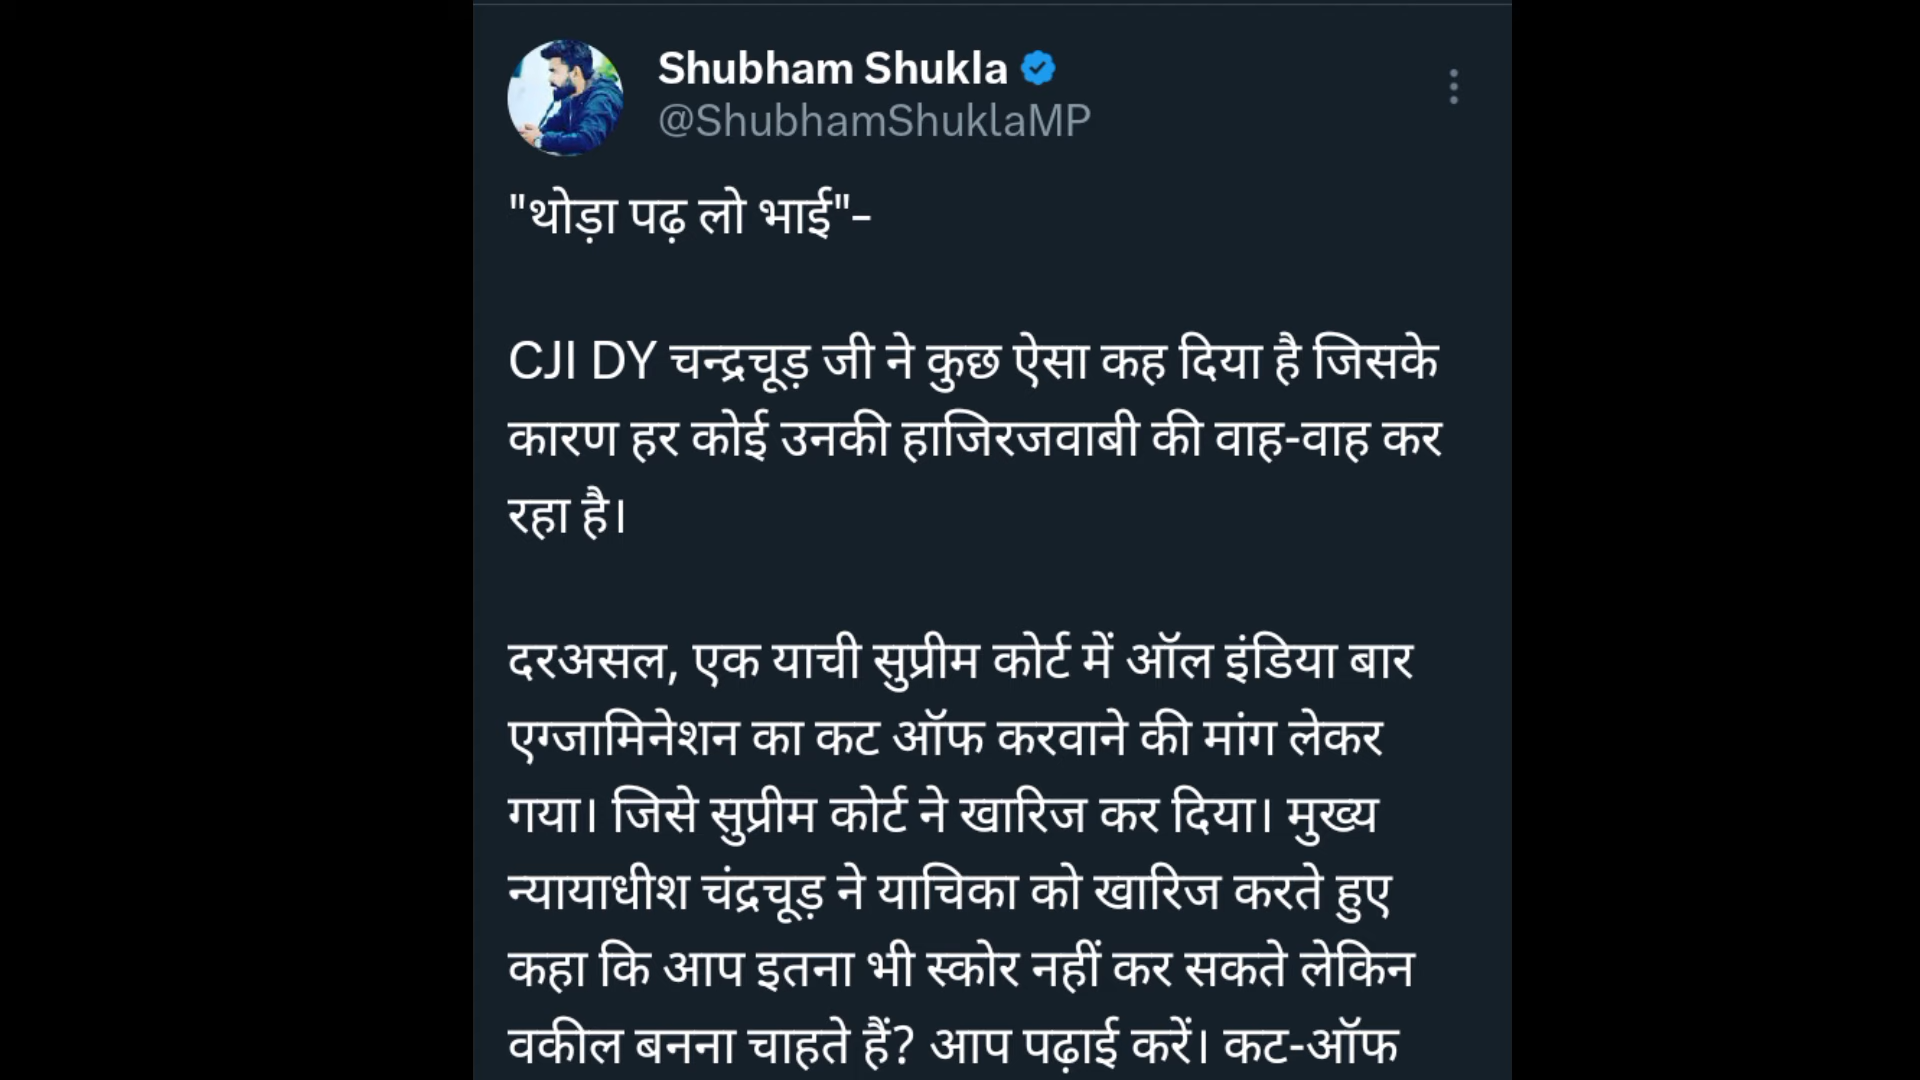 Shubham Shukla
@ShubhamShuklaMP
"थोड़ा पढ़ लो भाई"-
CJI DY चन्द्रचूड़ जी ने कुछ ऐसा कह दिया है जिसके
कारण हर कोई उनकी हाजिरजवाबी की वाह-वाह कर
रहा है।
दरअसल, एक याची सुप्रीम कोर्ट में ऑल इंडिया बार
एग्जामिनेशन का कट ऑफ करवाने की मांग लेकर
गया। जिसे सुप्रीम कोर्ट ने खारिज कर दिया। मुख्य
न्यायाधीश चंद्रचूड़ ने याचिका को खारिज करते हुए
कहा कि आप इतना भी स्कोर नहीं कर सकते लेकिन
वकील बनना चाहते हैं? आप पढ़ाई करें। कट-ऑफ